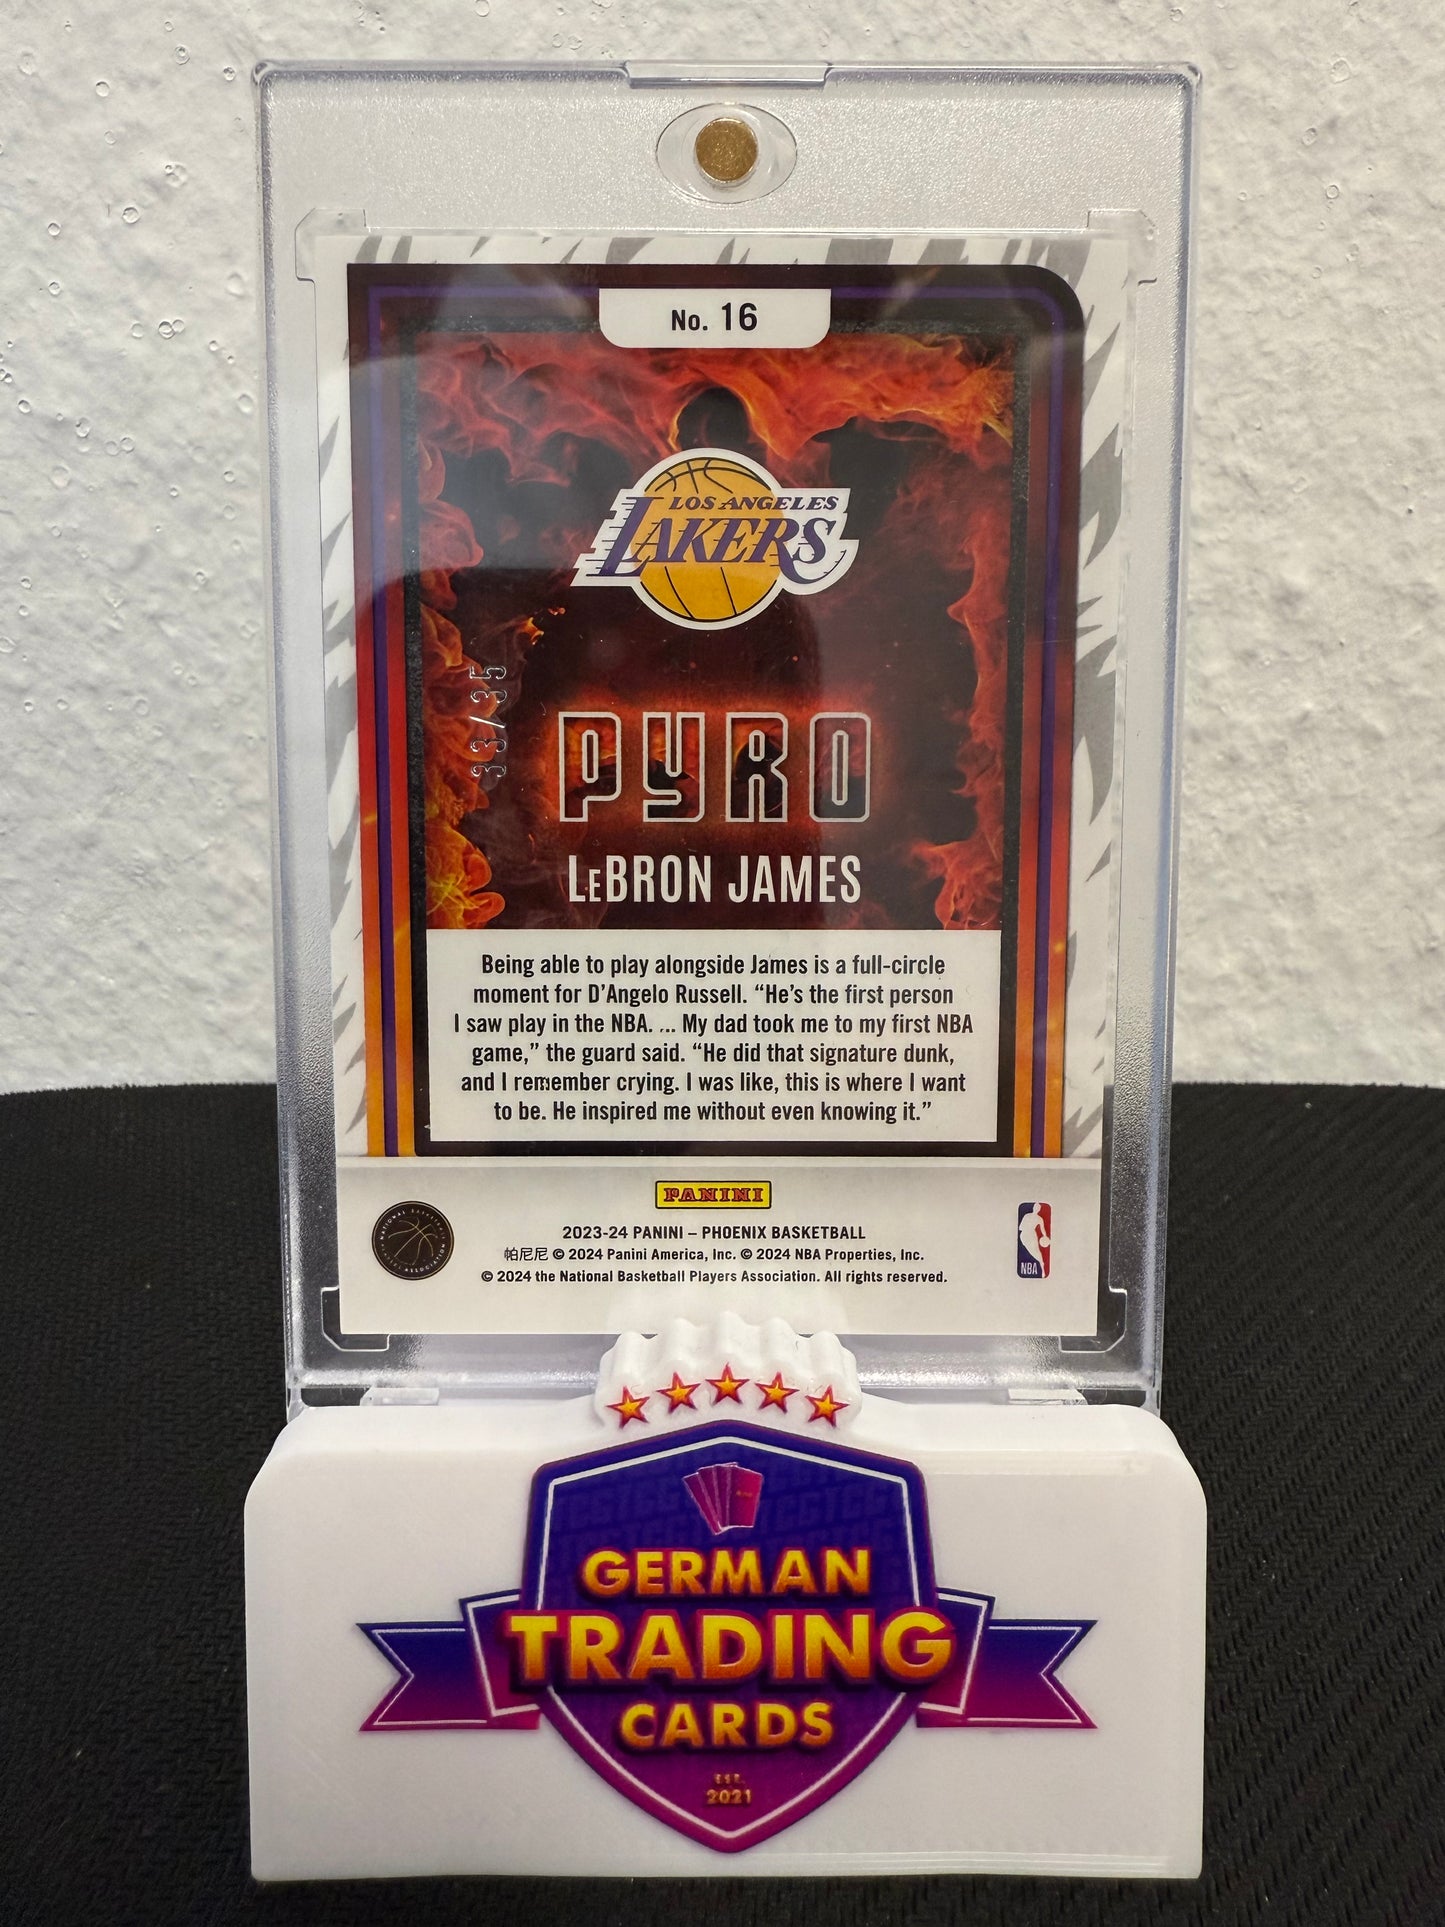 No. 16
LOS ANGELES
LAKERS
33/35
PYRO
LeBRON JAMES
Being able to play alongside James is a full-circle
moment for D'Angelo Russell. “He's the first person
I saw play in the NBA. ... My dad took me to my first NBA
game,” the guard said. “He did that signature dunk,
and I remember crying. I was like, this is where I want
to be. He inspired me without even knowing it.”
PANINI
2023-24 PANINI – PHOENIX BASKETBALL
帕尼尼 © 2024 Panini America, Inc. © 2024 NBA Properties, Inc.
© 2024 the National Basketball Players Association. All rights reserved.
NBA
GERMAN
TRADING
CARDS
EST.
2021